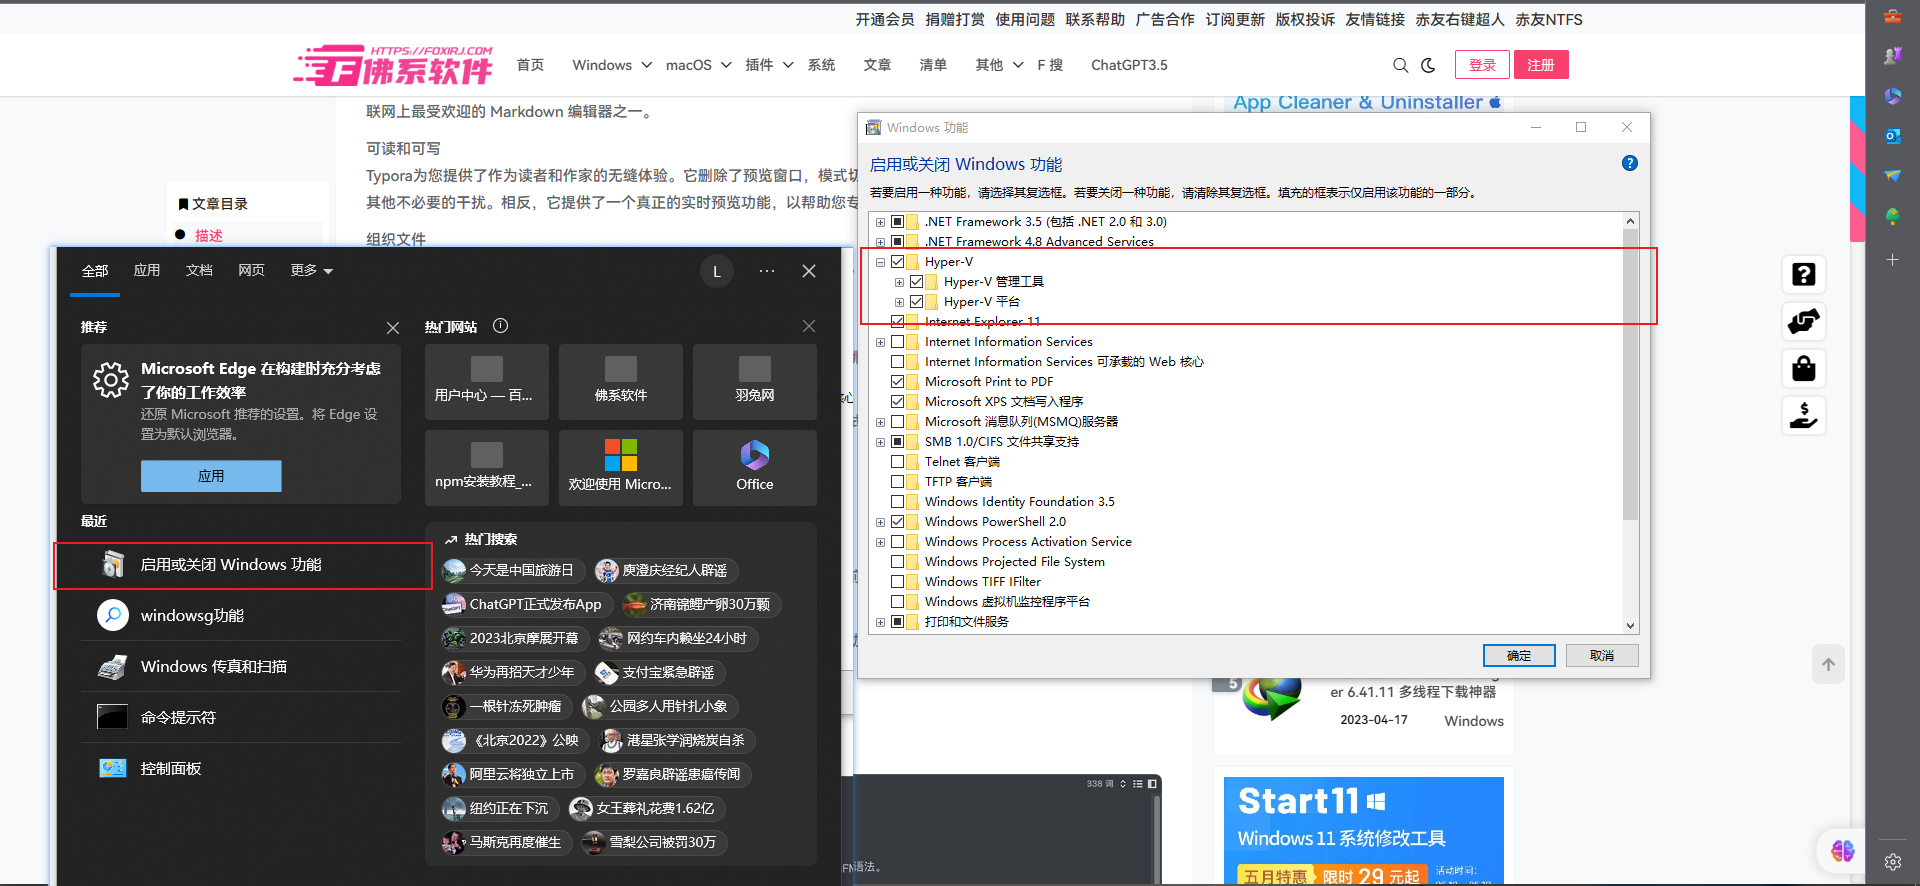 开通会员 捐赠打赏 使用问题 联系帮助 广告合作 订阅更新 版权投诉 友情链接 赤友右键超人 赤友NTFS
HTTPS://FOXIRJ.COM
佛系软件
首页 Windows macOS 插件 系统 文章 清单 其他 F 搜 ChatGPT3.5
登录 注册
联网上最受欢迎的 Markdown 编辑器之一。
可读和可写
Typora为您提供了作为读者和作家的无缝体验。它删除了预览窗口，模式切
其他不必要的干扰。相反，它提供了一个真正的实时预览功能，以帮助您专
组织文件
文章目录
描述
App Cleaner & Uninstaller
全部 应用 文档 网页 更多
L
推荐
Microsoft Edge 在构建时充分考虑
了你的工作效率
还原 Microsoft 推荐的设置。将 Edge 设
置为默认浏览器。
应用
最近
启用或关闭 Windows 功能
windowsg功能
Windows 传真和扫描
命令提示符
控制面板
热门网站
用户中心 — 百...
佛系软件
羽兔网
npm安装教程_...
欢迎使用 Micro...
Office
热门搜索
今天是中国旅游日
庾澄庆经纪人辟谣
ChatGPT正式发布App
济南锦鲤产卵30万颗
2023北京摩展开幕
网约车内赖坐24小时
华为再招天才少年
支付宝紧急辟谣
一根针冻死肿瘤
公园多人用针扎小象
《北京2022》公映
港星张学润烧炭自杀
阿里云将独立上市
罗嘉良辟谣患癌传闻
纽约正在下沉
女王葬礼花费1.62亿
马斯克再度催生
雪梨公司被罚30万
Windows 功能
启用或关闭 Windows 功能
若要启用一种功能，请选择其复选框。若要关闭一种功能，请清除其复选框。填充的框表示仅启用该功能的一部分。
.NET Framework 3.5 (包括 .NET 2.0 和 3.0)
.NET Framework 4.8 Advanced Services
Hyper-V
Hyper-V 管理工具
Hyper-V 平台
Internet Explorer 11
Internet Information Services
Internet Information Services 可承载的 Web 核心
Microsoft Print to PDF
Microsoft XPS 文档写入程序
Microsoft 消息队列(MSMQ)服务器
SMB 1.0/CIFS 文件共享支持
Telnet 客户端
TFTP 客户端
Windows Identity Foundation 3.5
Windows PowerShell 2.0
Windows Process Activation Service
Windows Projected File System
Windows TIFF IFilter
Windows 虚拟机监控程序平台
打印和文件服务
确定 取消
5
er 6.41.11 多线程下载神器
2023-04-17 Windows
338 词
语法。
Start11
Windows 11 系统修改工具
五月特惠 限时 29 元起
活动时间: